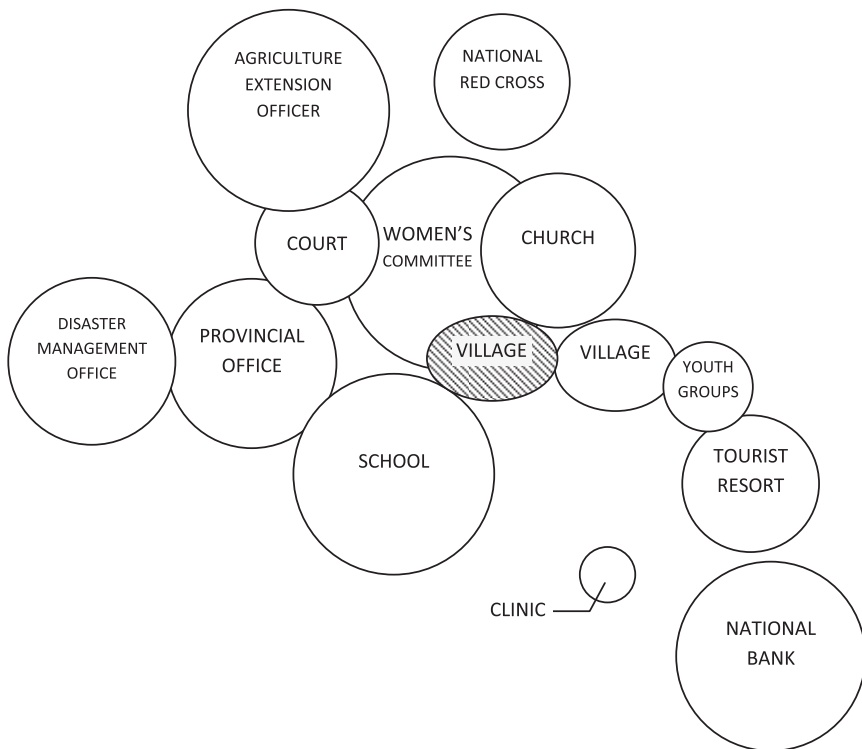 AGRICULTURE
EXTENSION
OFFICER
NATIONAL
RED CROSS
COURT
WOMEN'S
COMMITTEE
CHURCH
DISASTER
MANAGEMENT
OFFICE
PROVINCIAL
OFFICE
VILLAGE
VILLAGE
YOUTH
GROUPS
SCHOOL
TOURIST
RESORT
CLINIC
NATIONAL
BANK